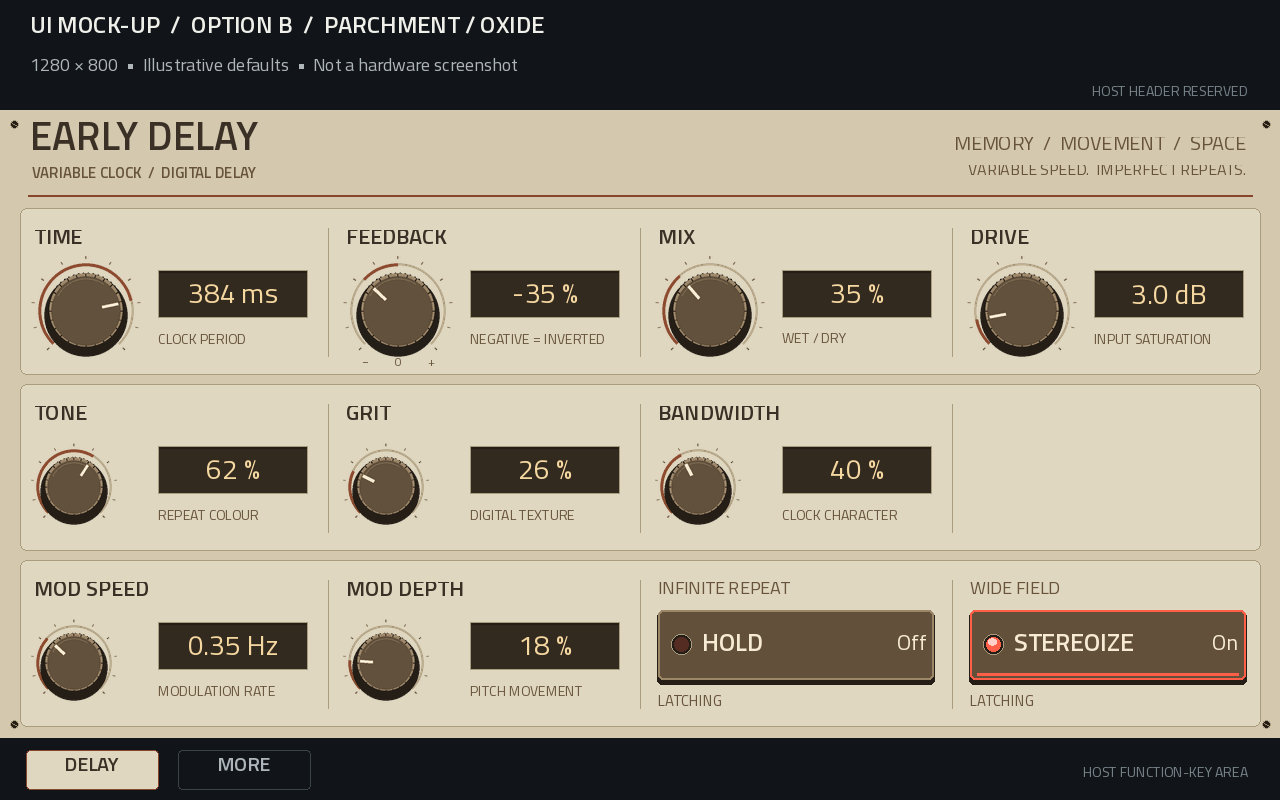 UI MOCK-UP / OPTION B / PARCHMENT / OXIDE
1280 × 800 ▪ Illustrative defaults ▪ Not a hardware screenshot
HOST HEADER RESERVED
EARLY DELAY
MEMORY / MOVEMENT / SPACE
VARIABLE CLOCK / DIGITAL DELAY
VARIABLE SPEED. IMPERFECT REPEATS.
TIME
384 ms
CLOCK PERIOD
FEEDBACK
-35 %
NEGATIVE = INVERTED
− 0 +
MIX
35 %
WET / DRY
DRIVE
3.0 dB
INPUT SATURATION
TONE
62 %
REPEAT COLOUR
GRIT
26 %
DIGITAL TEXTURE
BANDWIDTH
40 %
CLOCK CHARACTER
MOD SPEED
0.35 Hz
MODULATION RATE
MOD DEPTH
18 %
PITCH MOVEMENT
INFINITE REPEAT
HOLD Off
LATCHING
WIDE FIELD
STEREOIZE On
LATCHING
DELAY
MORE
HOST FUNCTION-KEY AREA